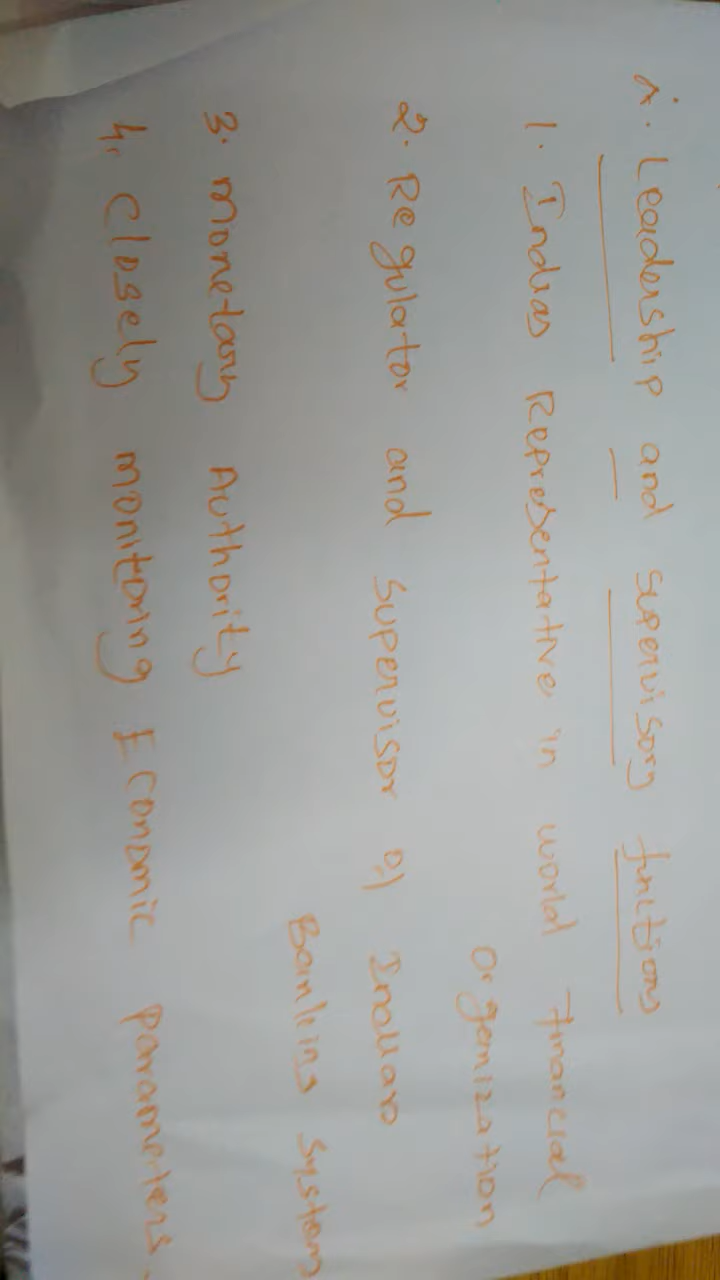 i. Leadership and supervisory functions
1. Indias Representative in world financial
Organization
2. Regulator and Supervisor of Indian
Banking System
3. monetary Authority
4. closely monitoring Economic parameters.